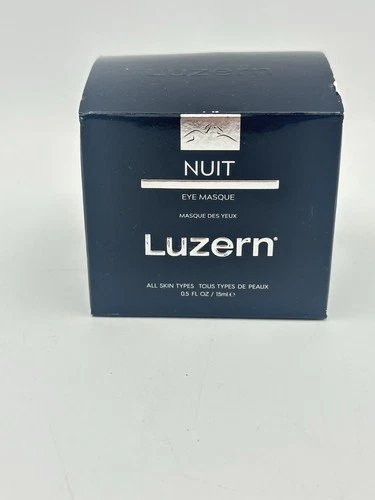 Luzern
NUIT
EYE MASQUE
MASQUE DES YEUX
Luzern®
ALL SKIN TYPES TOUS TYPES DE PEAUX
0.5 FL OZ / 15ml ℮